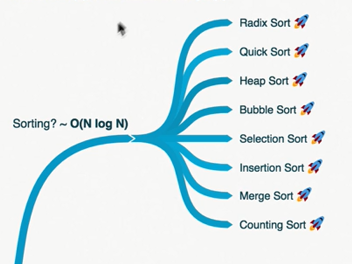 Radix Sort 🚀
Quick Sort 🚀
Heap Sort 🚀
Bubble Sort 🚀
Sorting? ~ O(N log N)
Selection Sort 🚀
Insertion Sort 🚀
Merge Sort 🚀
Counting Sort 🚀